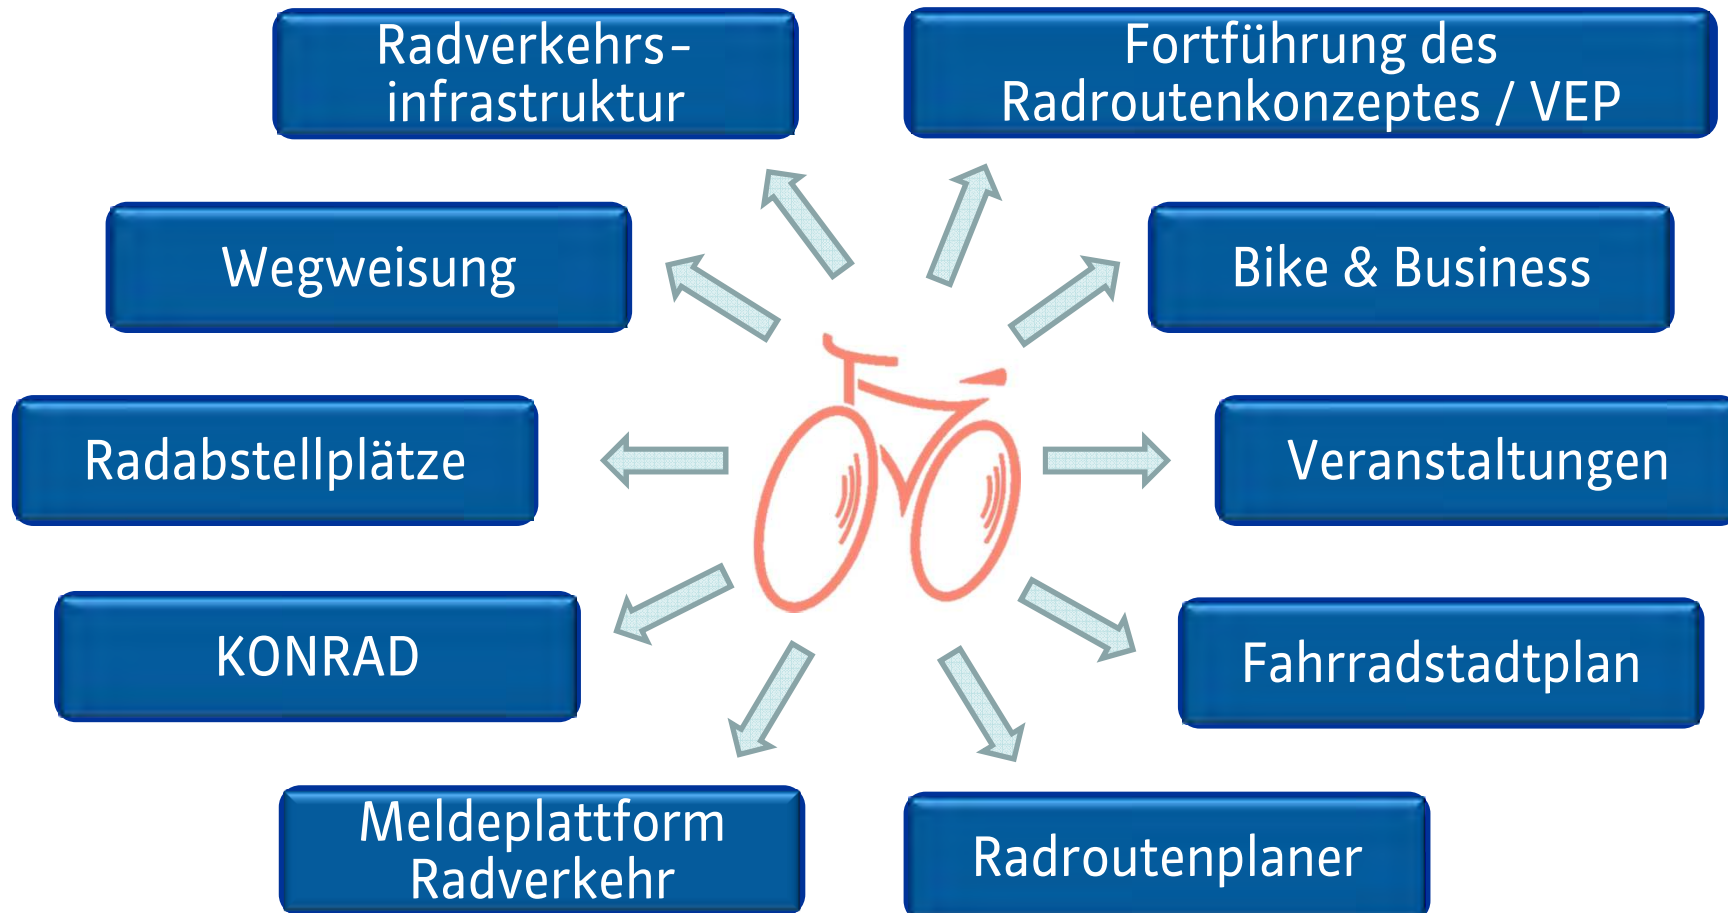 Radverkehrs-
infrastruktur
Fortführung des
Radroutenkonzeptes / VEP
Wegweisung
Bike & Business
Radabstellplätze
Veranstaltungen
KONRAD
Fahrradstadtplan
Meldeplattform
Radverkehr
Radroutenplaner